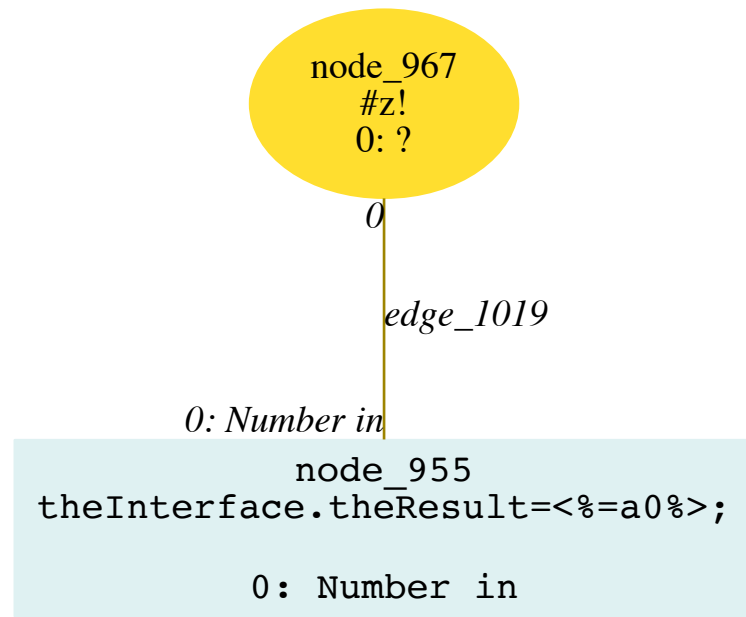 node_967
#z!
0: ?
0
edge_1019
0: Number in
node_955
theInterface.theResult=<%=a0%>;
0: Number in